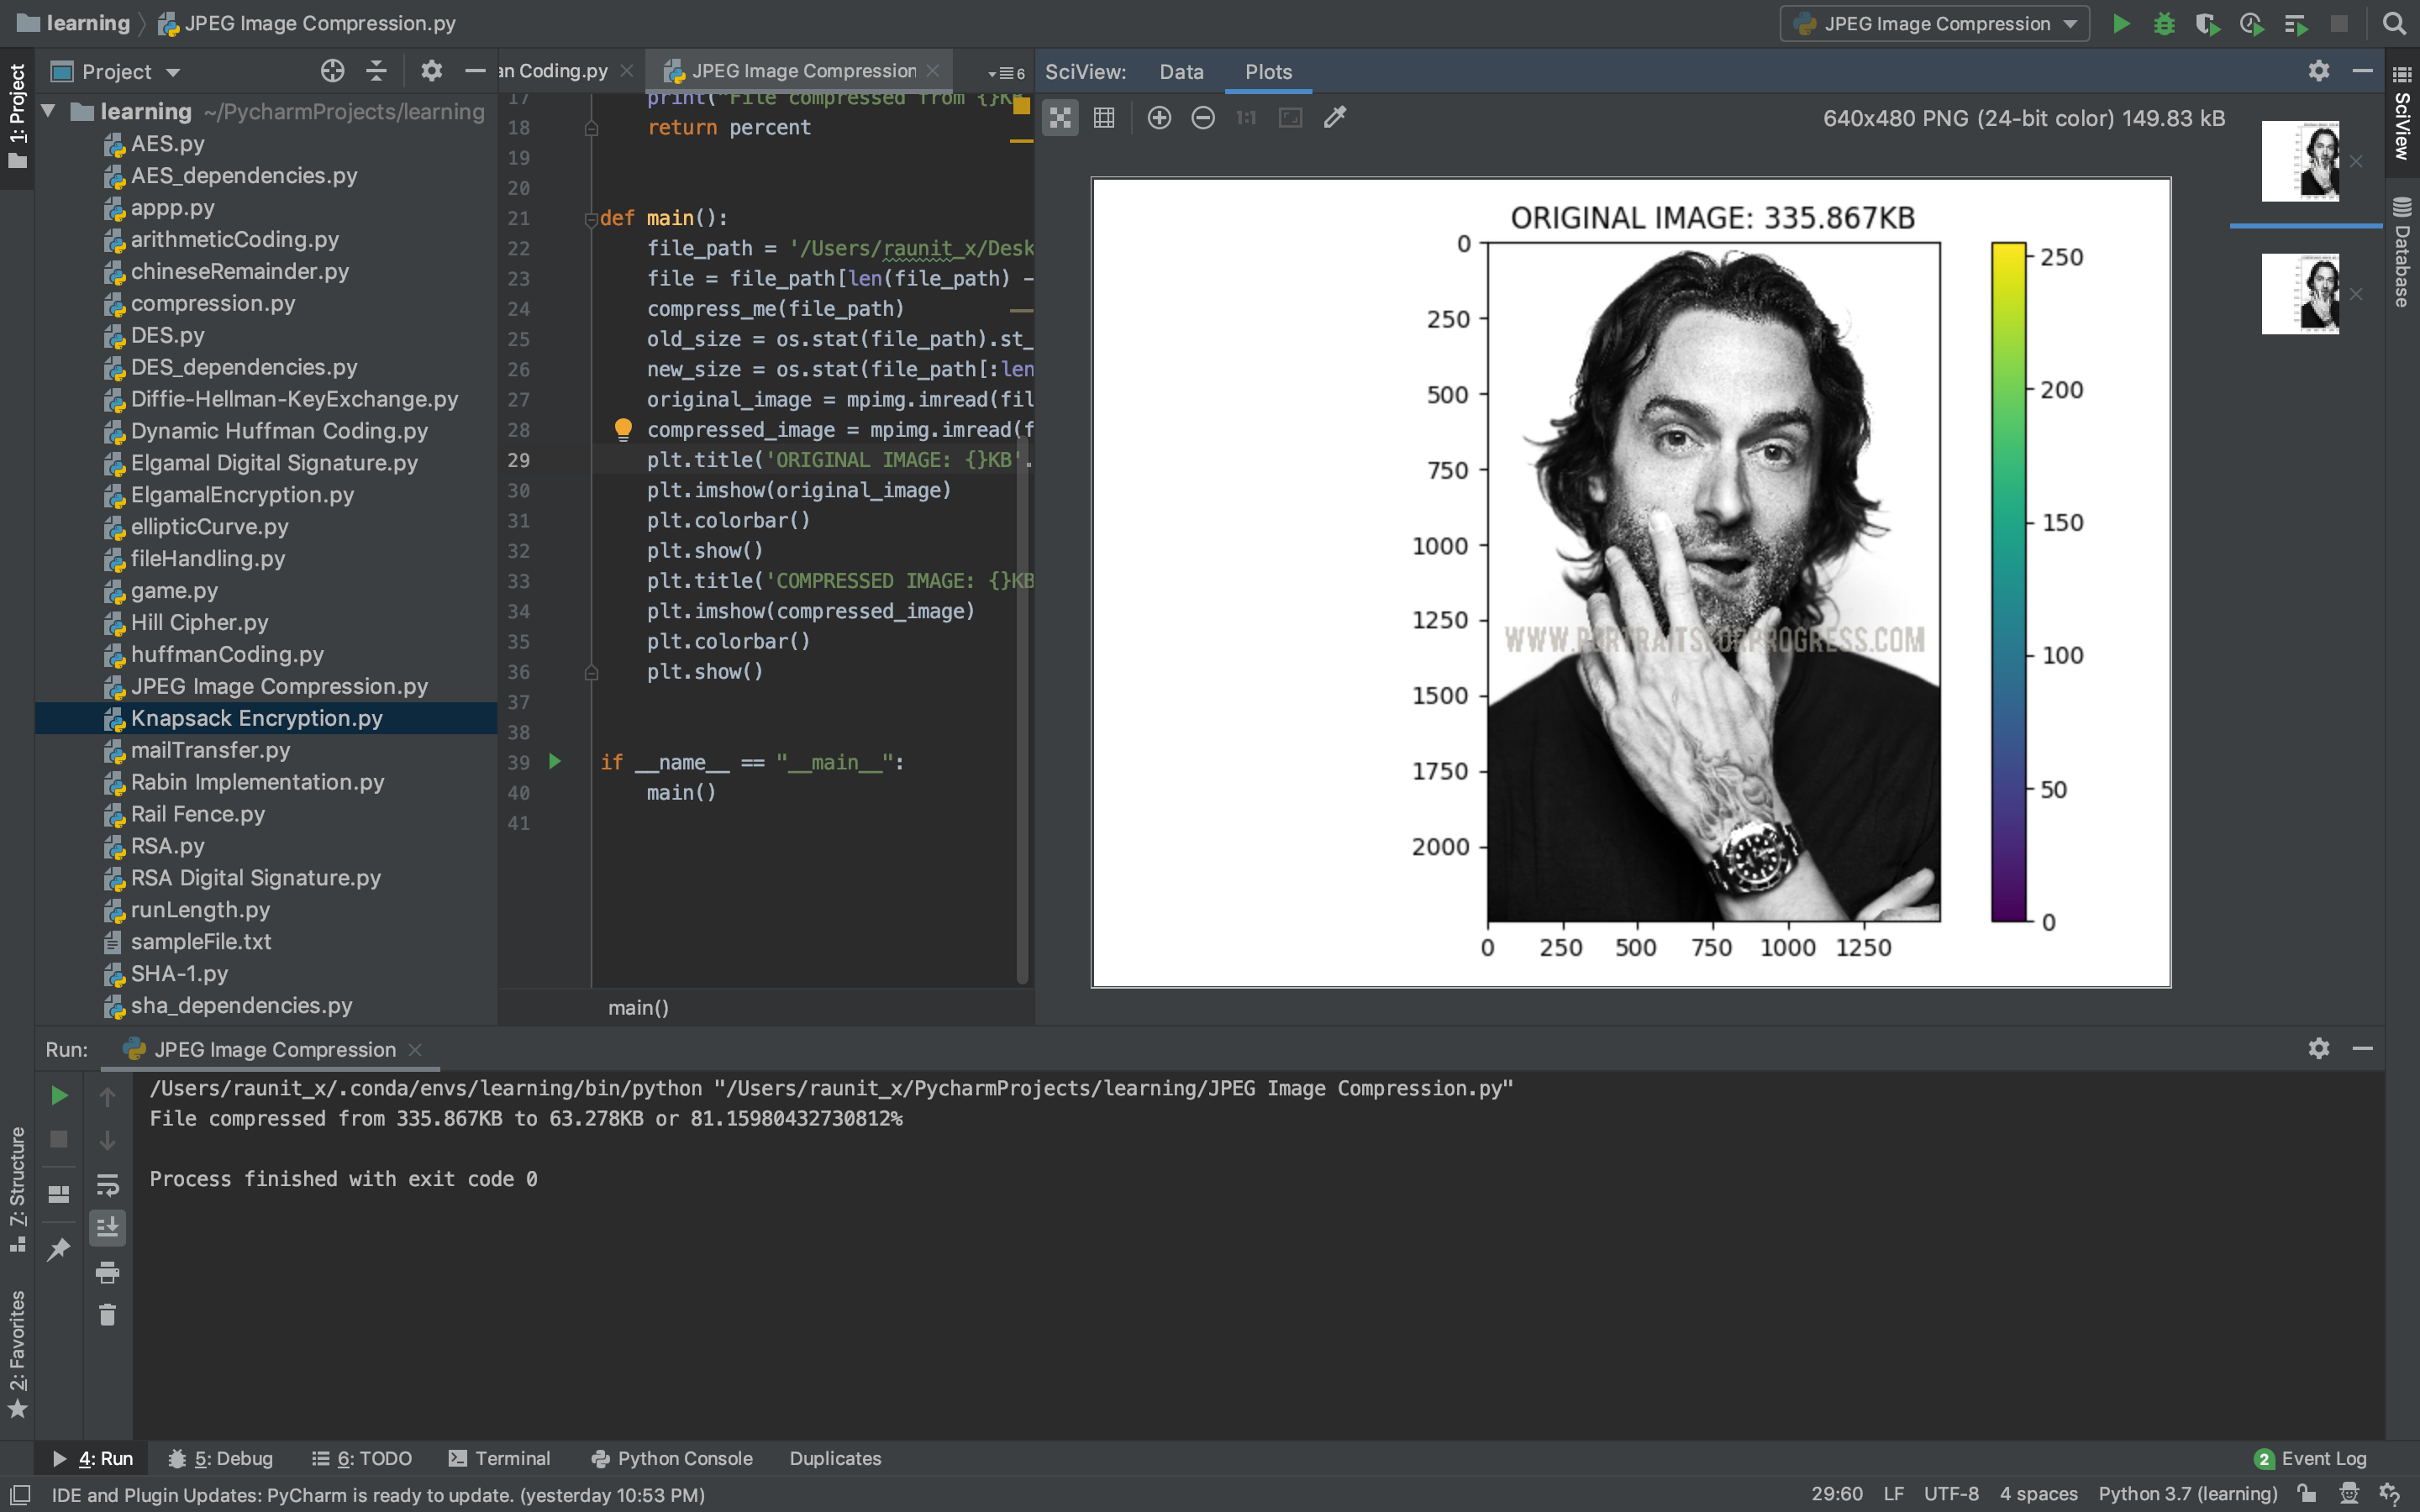 learning
JPEG Image Compression.py
JPEG Image Compression
1: Project
Project
an Coding.py
JPEG Image Compression
6
SciView:
Data
Plots
SciView
Database
learning ~/PycharmProjects/learning
AES.py
AES_dependencies.py
appp.py
arithmeticCoding.py
chineseRemainder.py
compression.py
DES.py
DES_dependencies.py
Diffie-Hellman-KeyExchange.py
Dynamic Huffman Coding.py
Elgamal Digital Signature.py
ElgamalEncryption.py
ellipticCurve.py
fileHandling.py
game.py
Hill Cipher.py
huffmanCoding.py
JPEG Image Compression.py
Knapsack Encryption.py
mailTransfer.py
Rabin Implementation.py
Rail Fence.py
RSA.py
RSA Digital Signature.py
runLength.py
sampleFile.txt
SHA-1.py
sha_dependencies.py
17 print("File compressed from {}KB
18 return percent
19
20
21 def main():
22 file_path = '/Users/raunit_x/Desk
23 file = file_path[len(file_path) -
24 compress_me(file_path)
25 old_size = os.stat(file_path).st_
26 new_size = os.stat(file_path[:len
27 original_image = mpimg.imread(fil
28 compressed_image = mpimg.imread(f
29 plt.title('ORIGINAL IMAGE: {}KB'.
30 plt.imshow(original_image)
31 plt.colorbar()
32 plt.show()
33 plt.title('COMPRESSED IMAGE: {}KB
34 plt.imshow(compressed_image)
35 plt.colorbar()
36 plt.show()
37
38
39 if __name__ == "__main__":
40 main()
41
main()
1:1
640x480 PNG (24-bit color) 149.83 kB
ORIGINAL IMAGE: 335.867KB
0
250
500
750
1000
1250
1500
1750
2000
0 250 500 750 1000 1250
WWW.PORTRAITSFORPROGRESS.COM
250
200
150
100
50
0
Run:
JPEG Image Compression
/Users/raunit_x/.conda/envs/learning/bin/python "/Users/raunit_x/PycharmProjects/learning/JPEG Image Compression.py"
File compressed from 335.867KB to 63.278KB or 81.15980432730812%
Process finished with exit code 0
Z: Structure
2: Favorites
4: Run
5: Debug
6: TODO
Terminal
Python Console
Duplicates
2 Event Log
IDE and Plugin Updates: PyCharm is ready to update. (yesterday 10:53 PM)
29:60 LF UTF-8 4 spaces Python 3.7 (learning)